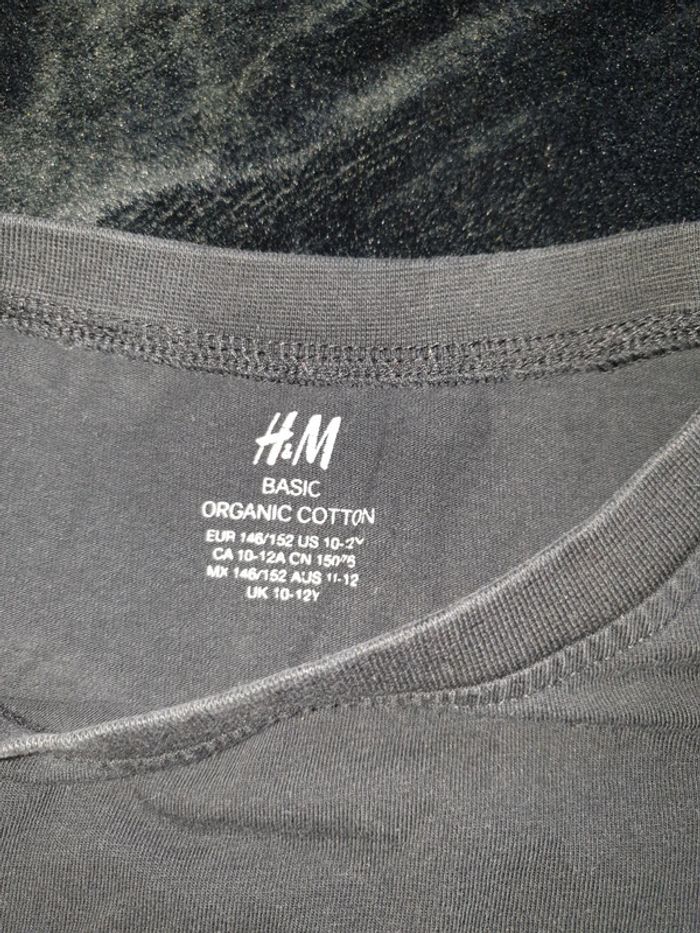 H&M
BASIC
ORGANIC COTTON
EUR 146/152 US 10-2Y
CA 10-12A CN 150/76
MX 146/152 AUS 11-12
UK 10-12Y